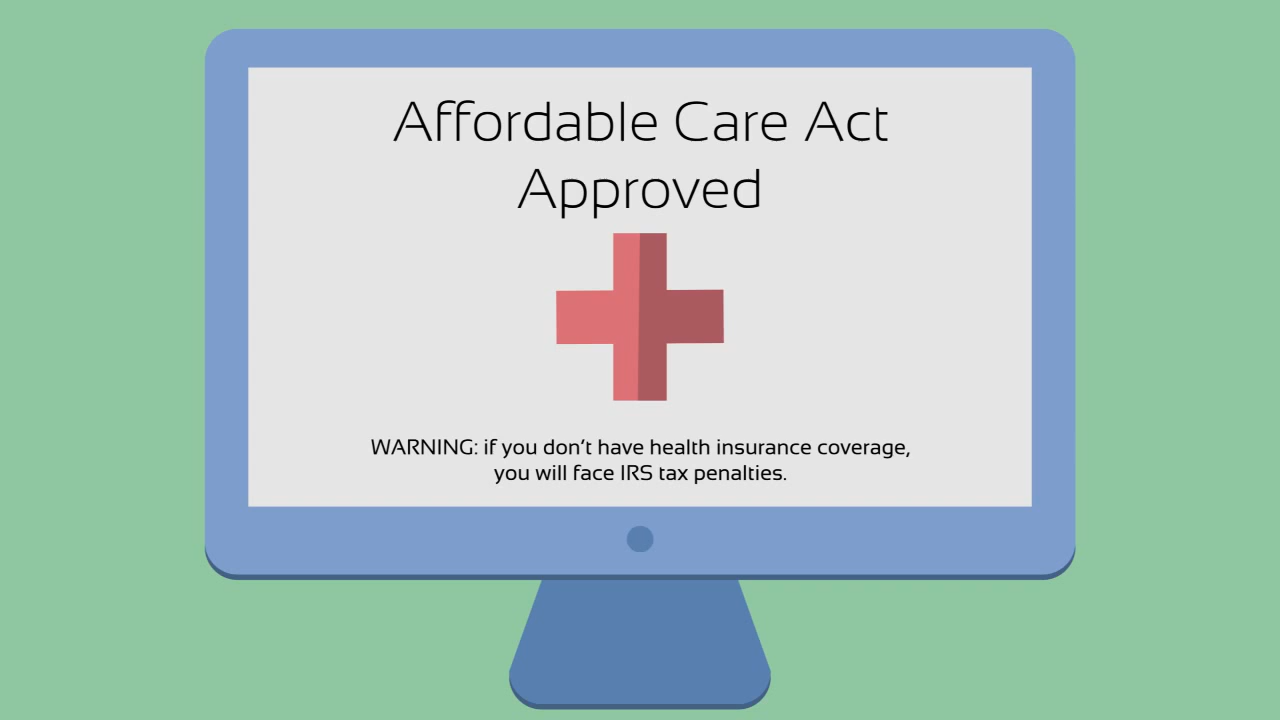 Affordable Care Act
Approved
WARNING: if you don't have health insurance coverage,
you will face IRS tax penalties.